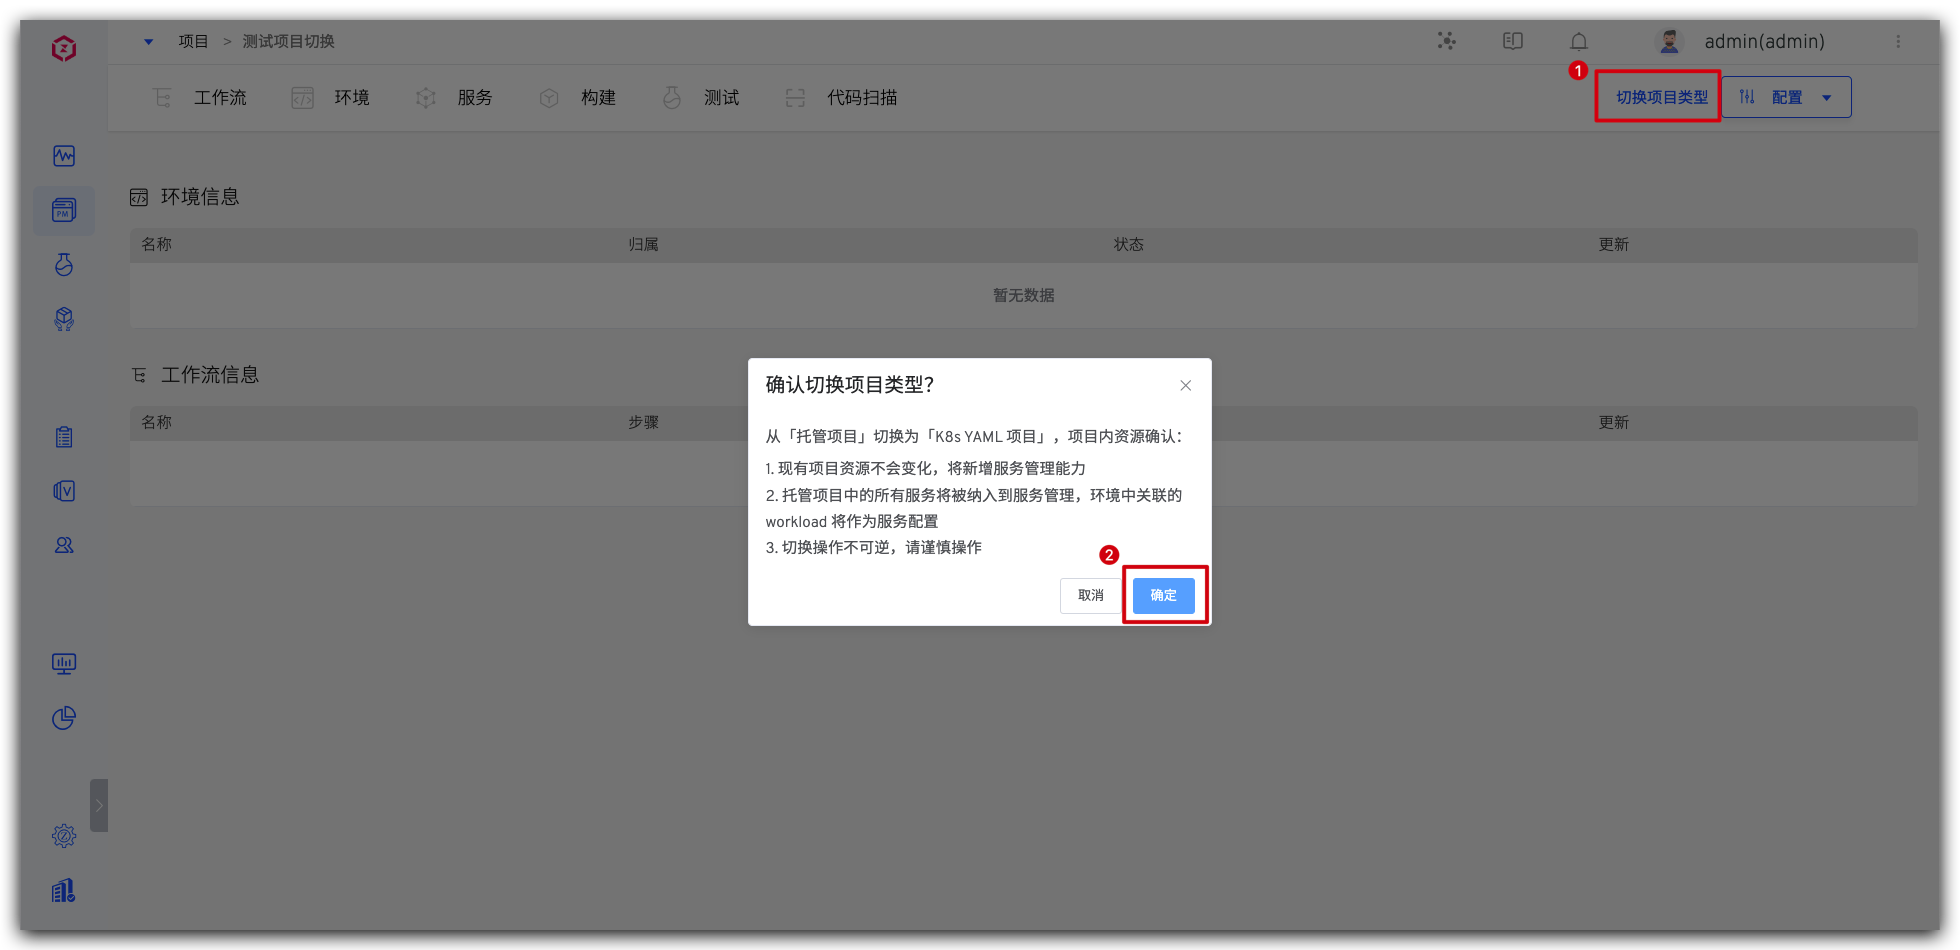 项目 > 测试项目切换
admin(admin)
1
工作流
环境
服务
构建
测试
代码扫描
切换项目类型
配置
PM
环境信息
名称 归属 状态 更新
暂无数据
工作流信息
名称 步骤 更新
确认切换项目类型?
从「托管项目」切换为「K8s YAML 项目」，项目内资源确认：
1. 现有项目资源不会变化，将新增服务管理能力
2. 托管项目中的所有服务将被纳入到服务管理，环境中关联的
workload 将作为服务配置
3. 切换操作不可逆，请谨慎操作
2
取消
确定